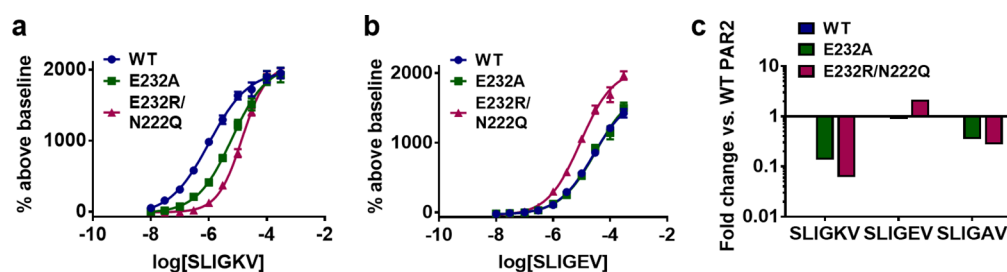 a
WT
E232A
E232R/
N222Q
% above baseline
2000
1000
0
-10
-8
-6
-4
-2
log[SLIGKV]
b
WT
E232A
E232R/
N222Q
% above baseline
2000
1000
0
-10
-8
-6
-4
-2
log[SLIGEV]
c
WT
E232A
E232R/N222Q
Fold change vs. WT PAR2
10
1
0.1
0.01
SLIGKV
SLIGEV
SLIGAV